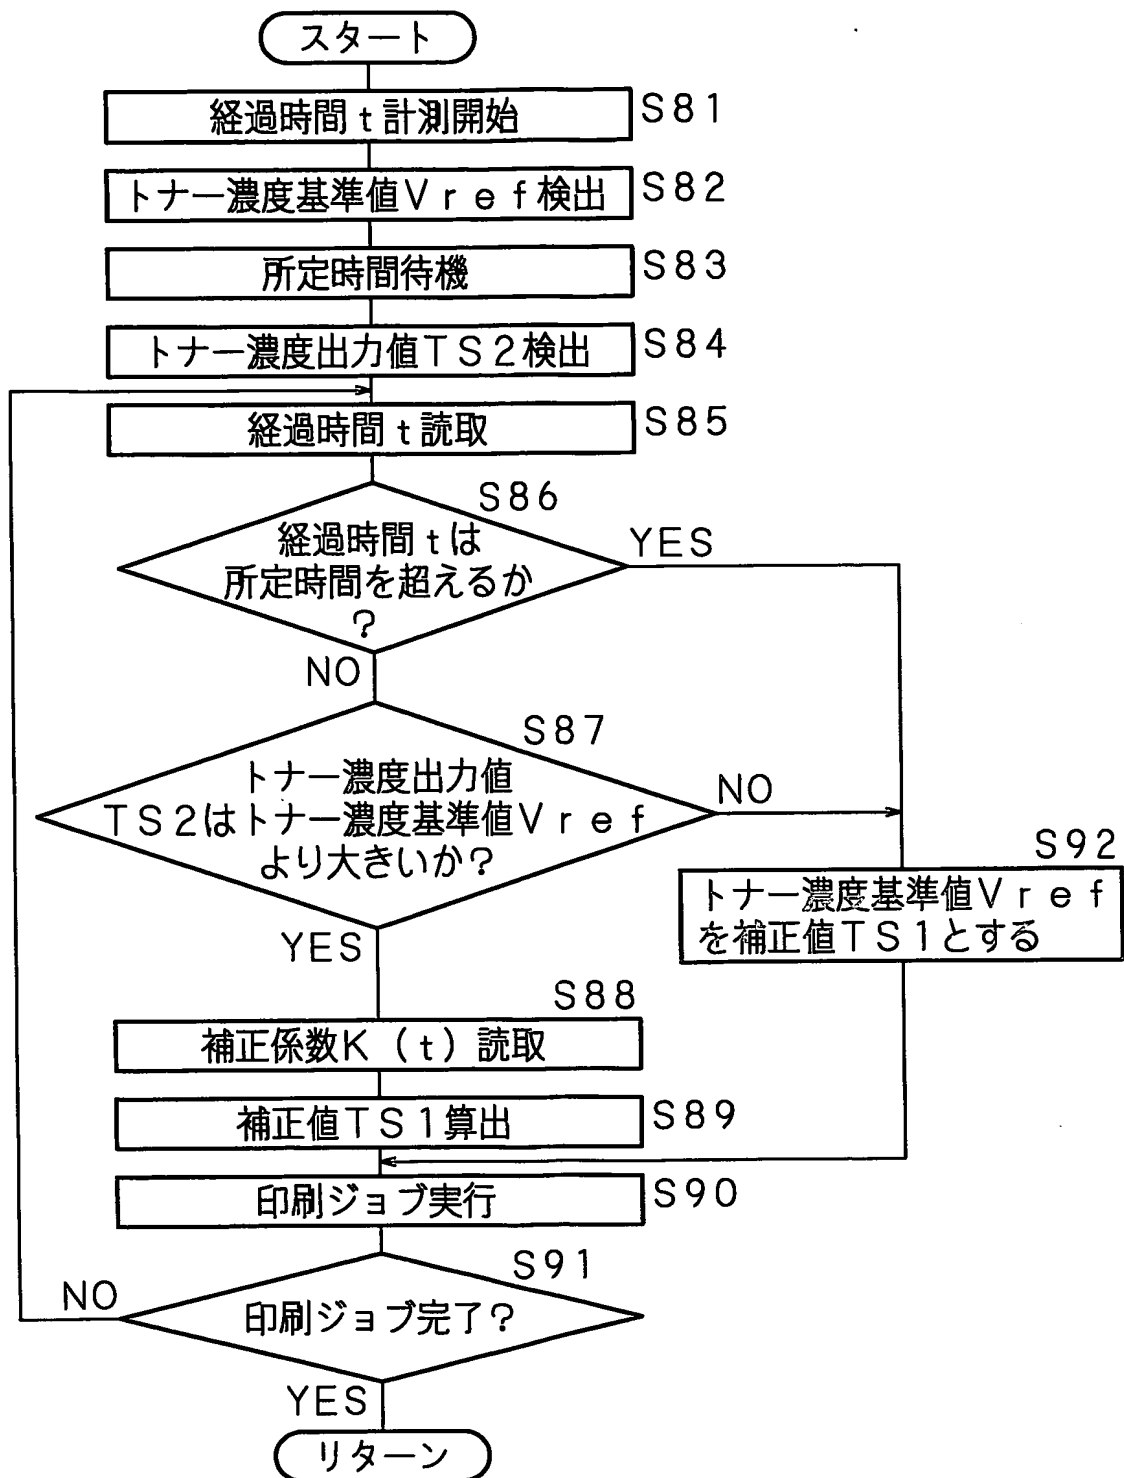 スタート
経過時間t計測開始
S81
トナー濃度基準値Vref検出
S82
所定時間待機
S83
トナー濃度出力値TS2検出
S84
経過時間t読取
S85
S86
経過時間tは
所定時間を超えるか
?
YES
NO
S87
トナー濃度出力値
TS2はトナー濃度基準値Vref
より大きいか?
NO
YES
S92
トナー濃度基準値Vref
を補正値TS1とする
S88
補正係数K(t)読取
補正値TS1算出
S89
印刷ジョブ実行
S90
S91
印刷ジョブ完了?
NO
YES
リターン